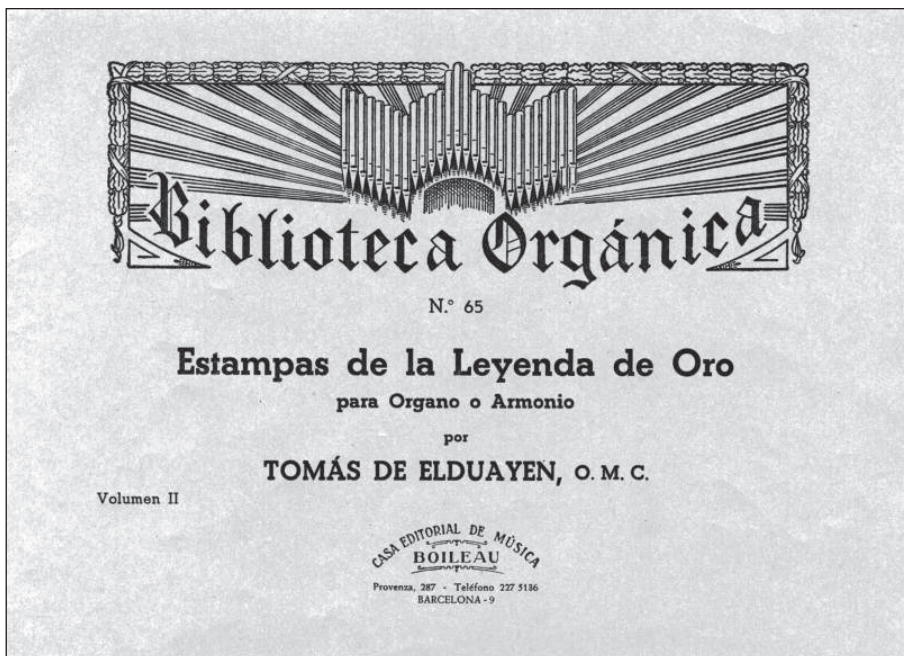 Biblioteca Orgánica
N.° 65
Estampas de la Leyenda de Oro
para Organo o Armonio
por
TOMÁS DE ELDUAYEN, O. M. C.
Volumen II
CASA EDITORIAL DE MÚSICA
BOILEAU
Provenza, 287 - Teléfono 227 5136
BARCELONA - 9